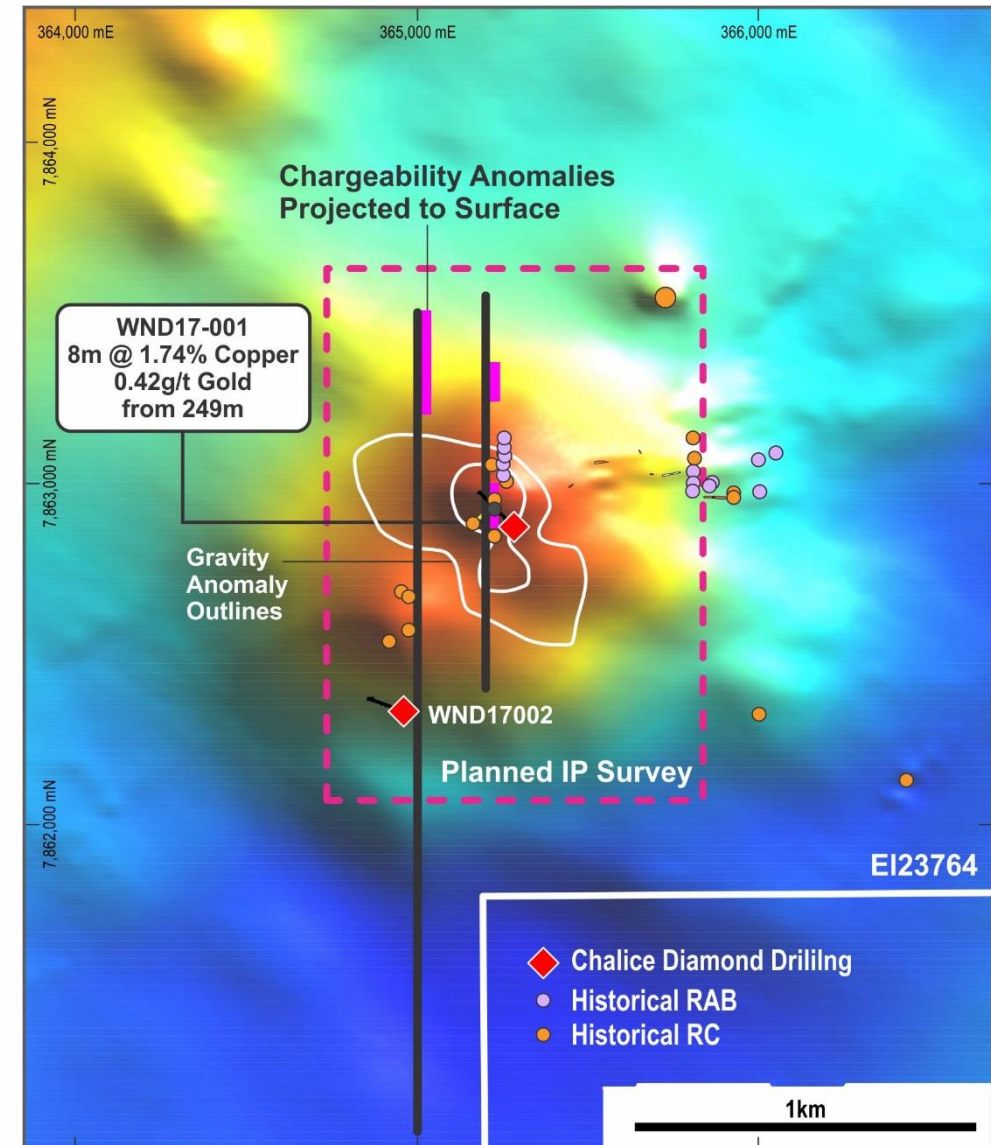 364,000 mE
365,000 mE
366,000 mE
7,864,000 mN
Chargeability Anomalies
Projected to Surface
WND17-001
8m @ 1.74% Copper
0.42g/t Gold
from 249m
7,863,000 mN
Gravity
Anomaly
Outlines
WND17002
Planned IP Survey
7,862,000 mN
EI23764
Chalice Diamond Drililng
Historical RAB
Historical RC
1km